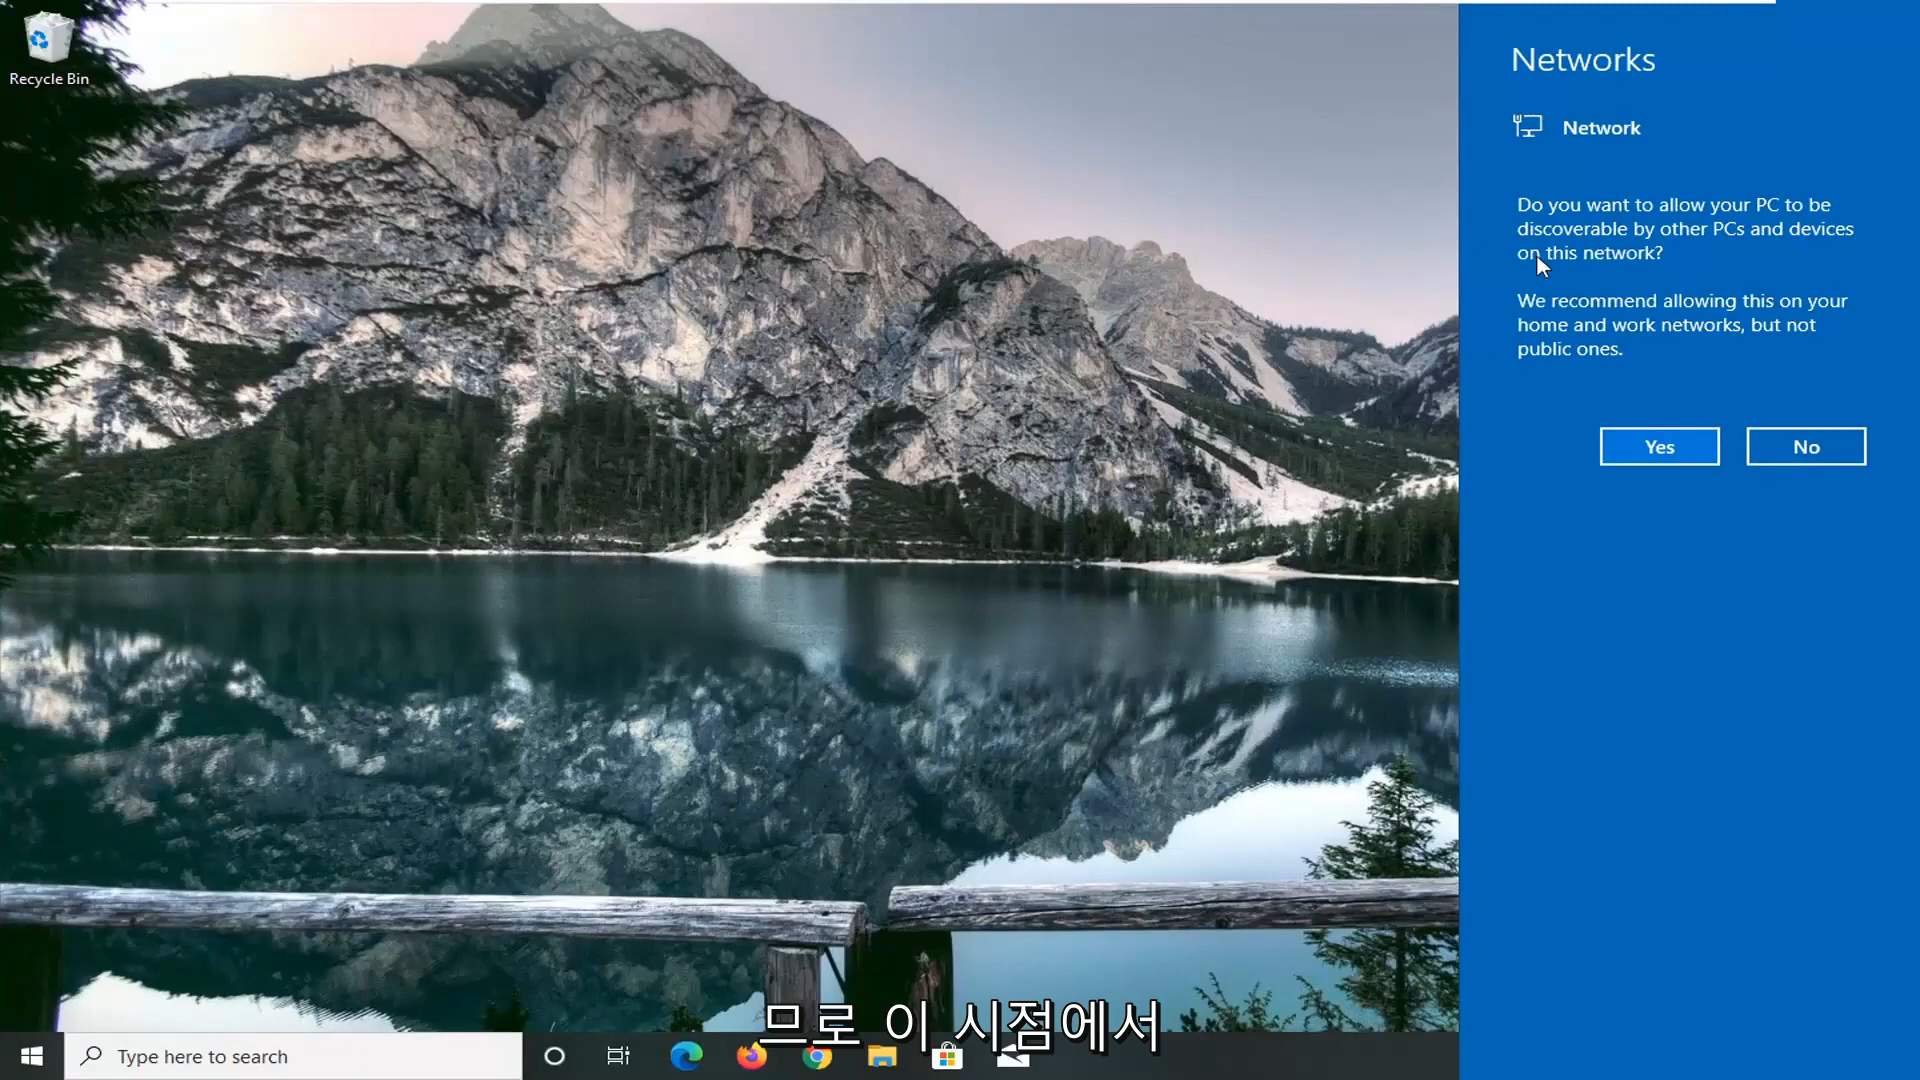 Recycle Bin
Networks
Network
Do you want to allow your PC to be
discoverable by other PCs and devices
on this network?
We recommend allowing this on your
home and work networks, but not
public ones.
Yes
No
므로 이 시점에서
Type here to search